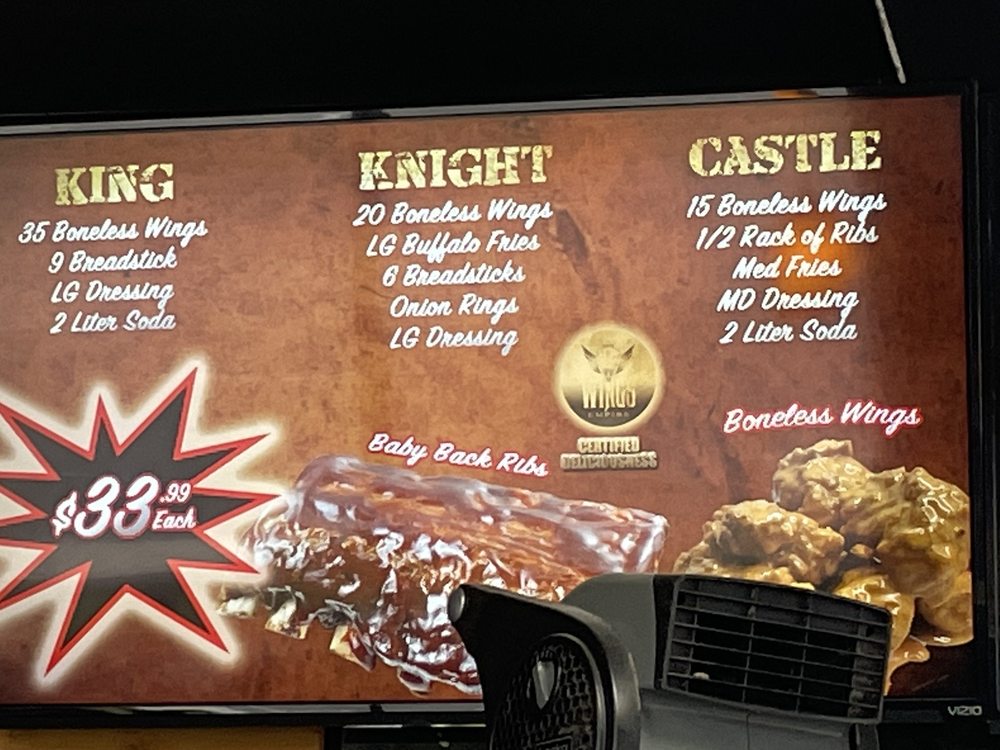 KING
35 Boneless Wings
9 Breadstick
LG Dressing
2 Liter Soda
KNIGHT
20 Boneless Wings
LG Buffalo Fries
6 Breadsticks
Onion Rings
LG Dressing
CASTLE
15 Boneless Wings
1/2 Rack of Ribs
Med Fries
MD Dressing
2 Liter Soda
WINGS
EMPIRE
CERTIFIED
DELICIOUSNESS
Boneless Wings
Baby Back Ribs
$33.99
Each
VIZIO